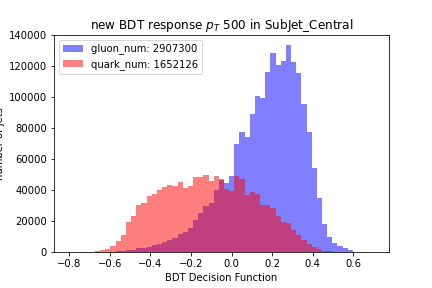 new BDT response pT 500 in SubJet_Central
gluon_num: 2907300
quark_num: 1652126
140000
120000
100000
80000
60000
40000
20000
0
−0.8 −0.6 −0.4 −0.2 0.0 0.2 0.4 0.6
BDT Decision Function